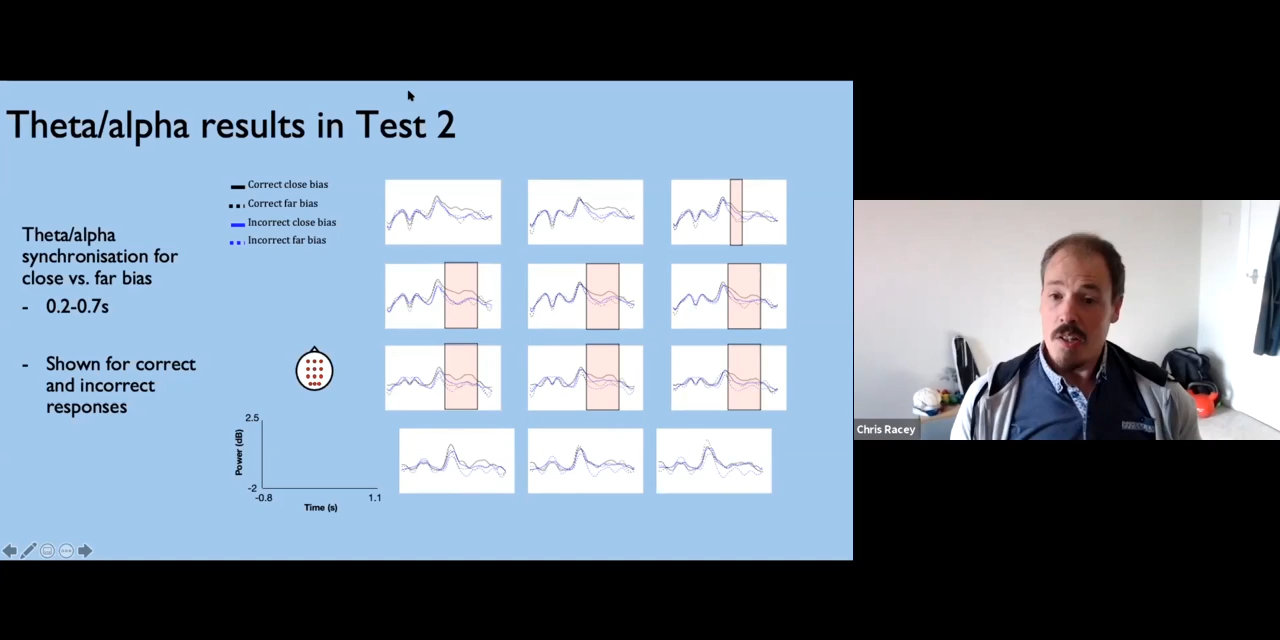 Theta/alpha results in Test 2
Correct close bias
Correct far bias
Incorrect close bias
Incorrect far bias
Theta/alpha
synchronisation for
close vs. far bias
- 0.2-0.7s
- Shown for correct
and incorrect
responses
2.5
Power (dB)
-2
-0.8
1.1
Time (s)
Chris Racey